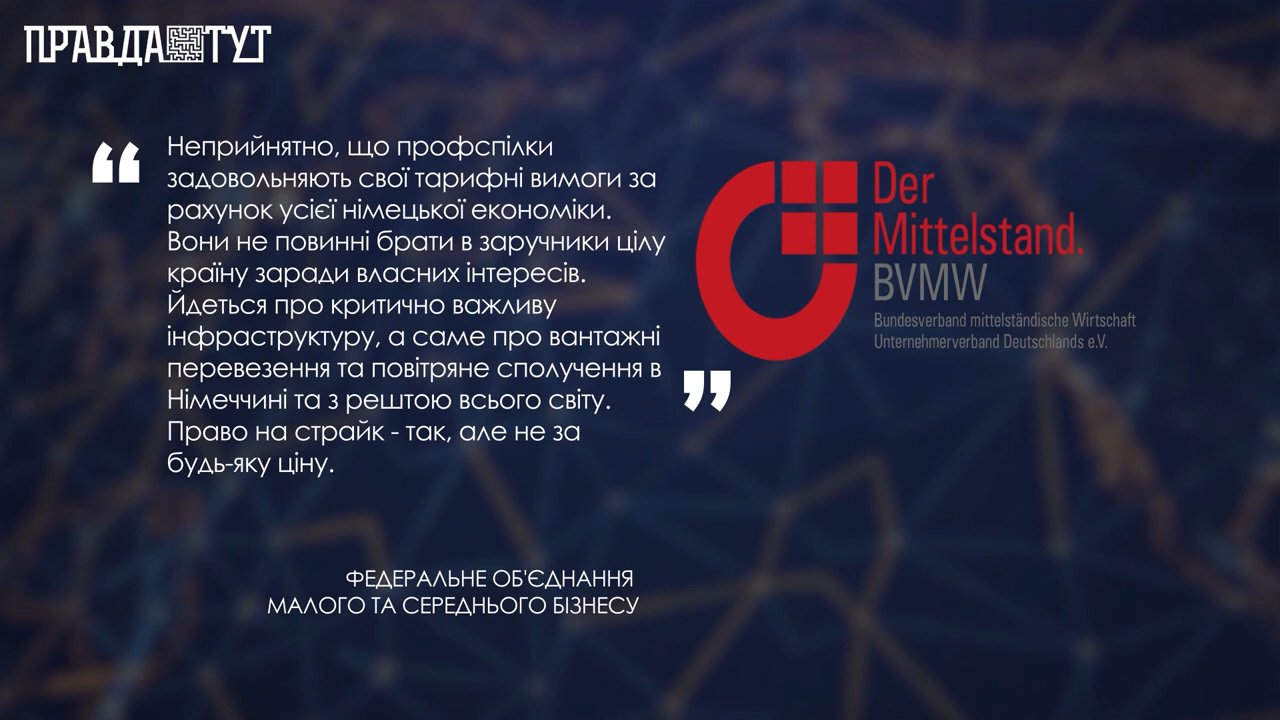 ПРАВДА ТУТ
“
Неприйнятно, що профспілки
задовольняють свої тарифні вимоги за
рахунок усієї німецької економіки.
Вони не повинні брати в заручники цілу
країну заради власних інтересів.
Йдеться про критично важливу
інфраструктуру, а саме про вантажні
перевезення та повітряне сполучення в
Німеччині та з рештою всього світу.
Право на страйк - так, але не за
будь-яку ціну.
”
Der
Mittelstand.
BVMW
Bundesverband mittelständische Wirtschaft
Unternehmerverband Deutschlands e.V.
ФЕДЕРАЛЬНЕ ОБ'ЄДНАННЯ
МАЛОГО ТА СЕРЕДНЬОГО БІЗНЕСУ